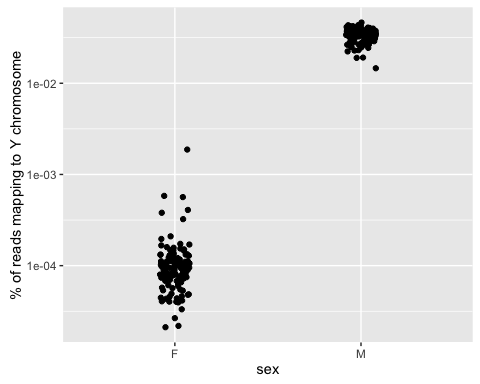 % of reads mapping to Y chromosome
1e-02
1e-03
1e-04
F
M
sex